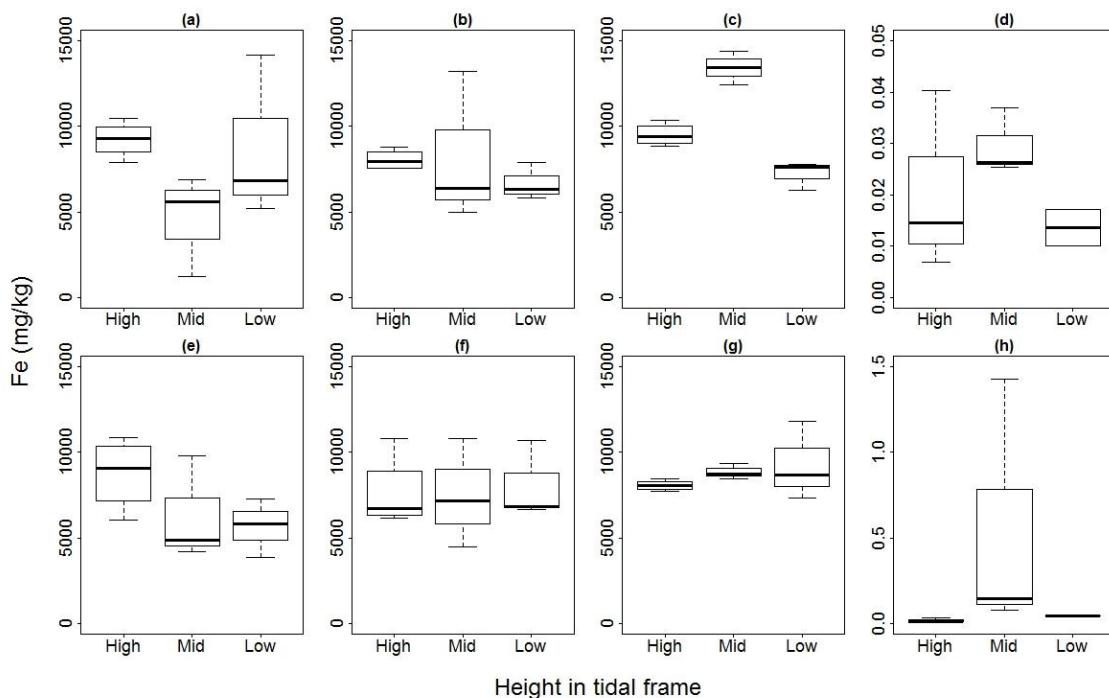 (a) (b) (c) (d)
15000 15000 15000 0.05
0.04
10000 10000 10000 0.03
5000 5000 5000 0.02
0.01
0 0 0 0.00
High Mid Low High Mid Low High Mid Low High Mid Low
Fe (mg/kg)
(e) (f) (g) (h)
15000 15000 15000 1.5
10000 10000 10000 1.0
5000 5000 5000 0.5
0 0 0 0.0
High Mid Low High Mid Low High Mid Low High Mid Low
Height in tidal frame